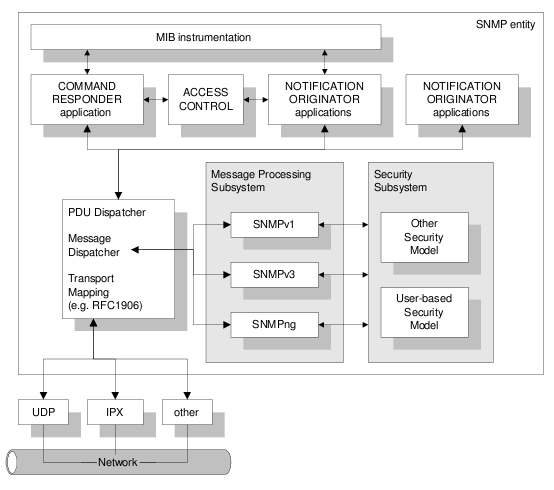 SNMP entity
MIB instrumentation
COMMAND
RESPONDER
application
ACCESS
CONTROL
NOTIFICATION
ORIGINATOR
applications
NOTIFICATION
ORIGINATOR
applications
PDU Dispatcher
Message
Dispatcher
Transport
Mapping
(e.g. RFC1906)
Message Processing
Subsystem
SNMPv1
SNMPv3
SNMPng
Security
Subsystem
Other
Security
Model
User-based
Security
Model
UDP
IPX
other
Network